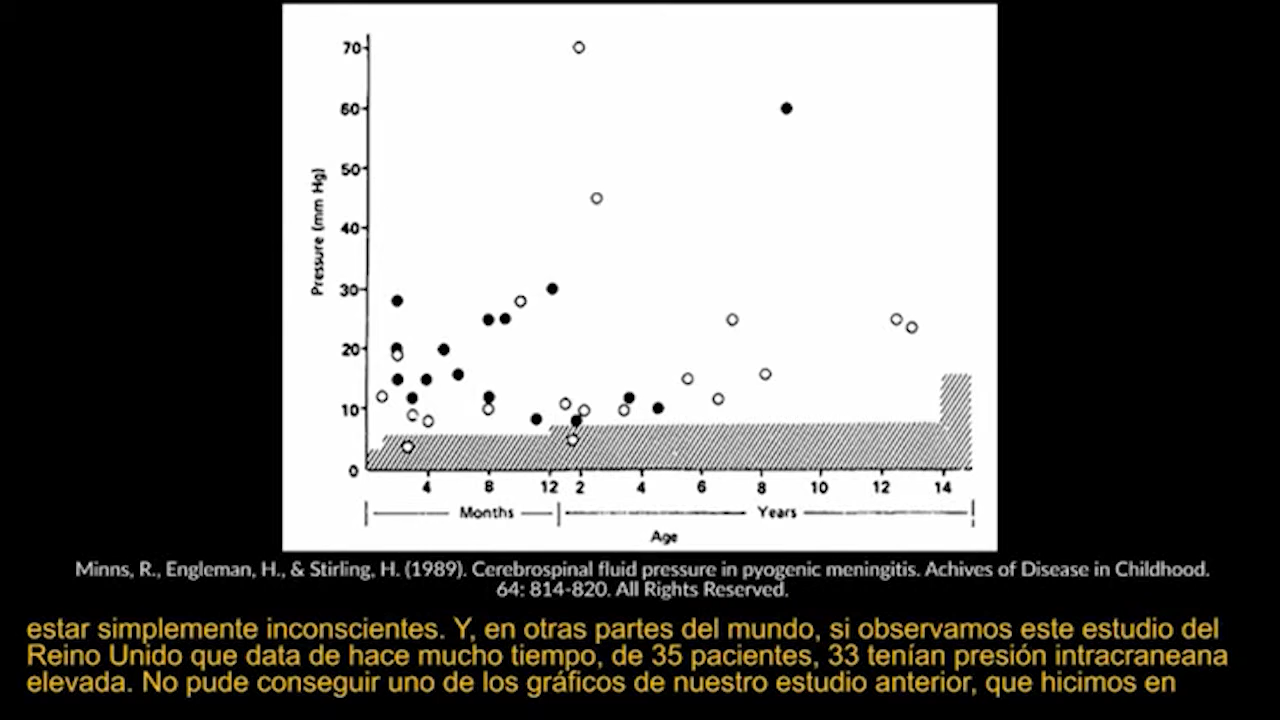 70
60
50
40
30
20
10
0
Pressure (mm Hg)
4 8 12 2 4 6 8 10 12 14
Months Years
Age
Minns, R., Engleman, H., & Stirling, H. (1989). Cerebrospinal fluid pressure in pyogenic meningitis. Achives of Disease in Childhood.
64: 814-820. All Rights Reserved.
estar simplemente inconscientes. Y, en otras partes del mundo, si observamos este estudio del
Reino Unido que data de hace mucho tiempo, de 35 pacientes, 33 tenían presión intracraneana
elevada. No pude conseguir uno de los gráficos de nuestro estudio anterior, que hicimos en